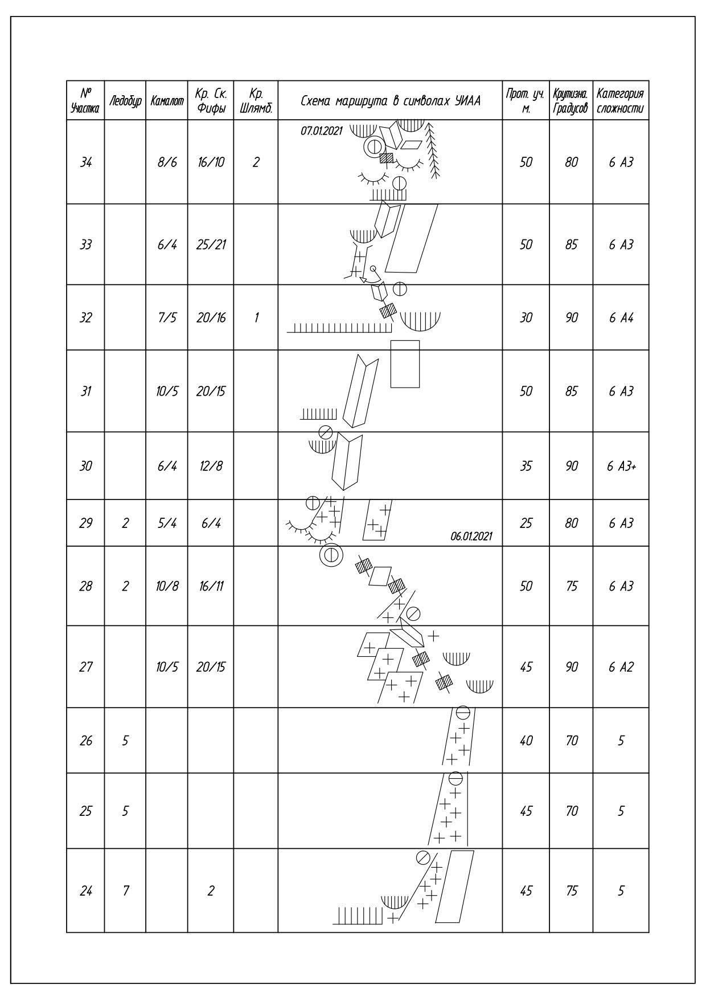 № Участка Ледобур Камалот Кр. Ск. Фифы Кр. Шлямб. Схема маршрута в символах УИАА Прот. уч. м. Крутизна. Градусов Категория сложности
07.01.2021
34 8/6 16/10 2 50 80 6 А3
33 6/4 25/21 50 85 6 А3
32 7/5 20/16 1 30 90 6 А4
31 10/5 20/15 50 85 6 А3
30 6/4 12/8 35 90 6 А3+
29 2 5/4 6/4 25 80 6 А3
06.01.2021
28 2 10/8 16/11 50 75 6 А3
27 10/5 20/15 45 90 6 А2
26 5 40 70 5
25 5 45 70 5
24 7 2 45 75 5